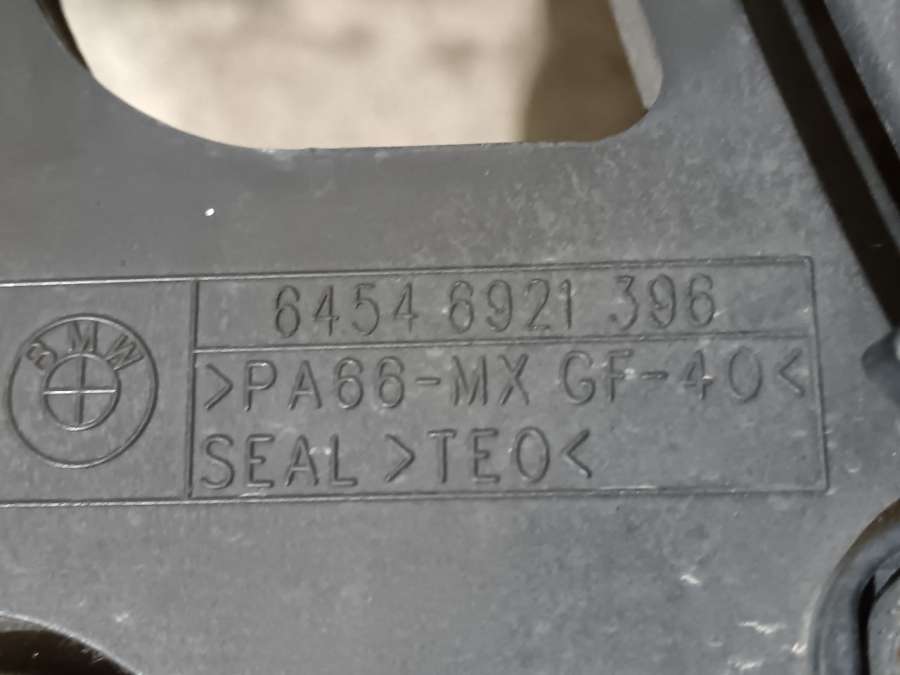 BMW
6454 6921 396
>PA66-MX GF-40<
SEAL >TEO<